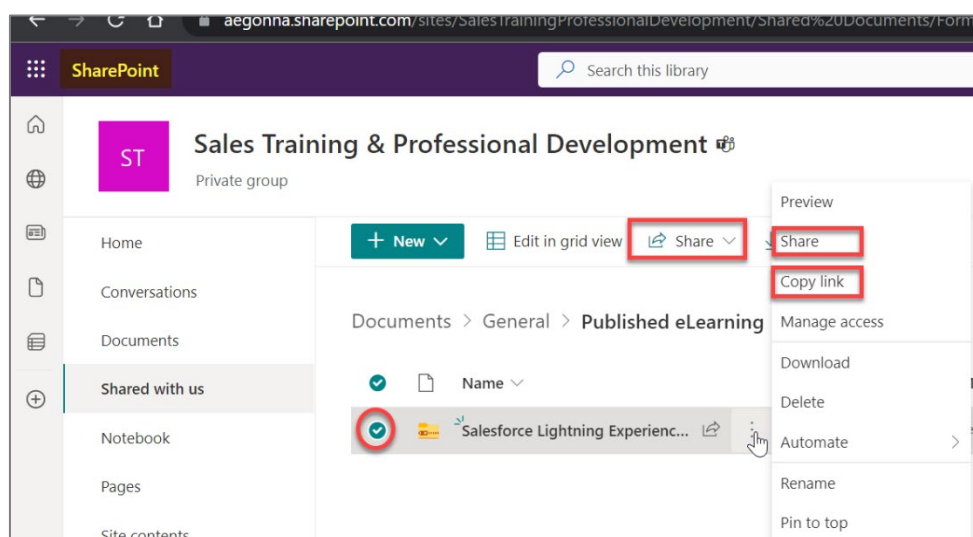 aegonna.sharepoint.com/sites/SalesTrainingProfessionalDevelopment/Shared%20Documents/Form
SharePoint
Search this library
ST
Sales Training & Professional Development
Private group
Home
Conversations
Documents
Shared with us
Notebook
Pages
Site contents
+ New
Edit in grid view
Share
Documents > General > Published eLearning
Name
Salesforce Lightning Experienc...
Preview
Share
Copy link
Manage access
Download
Delete
Automate
Rename
Pin to top